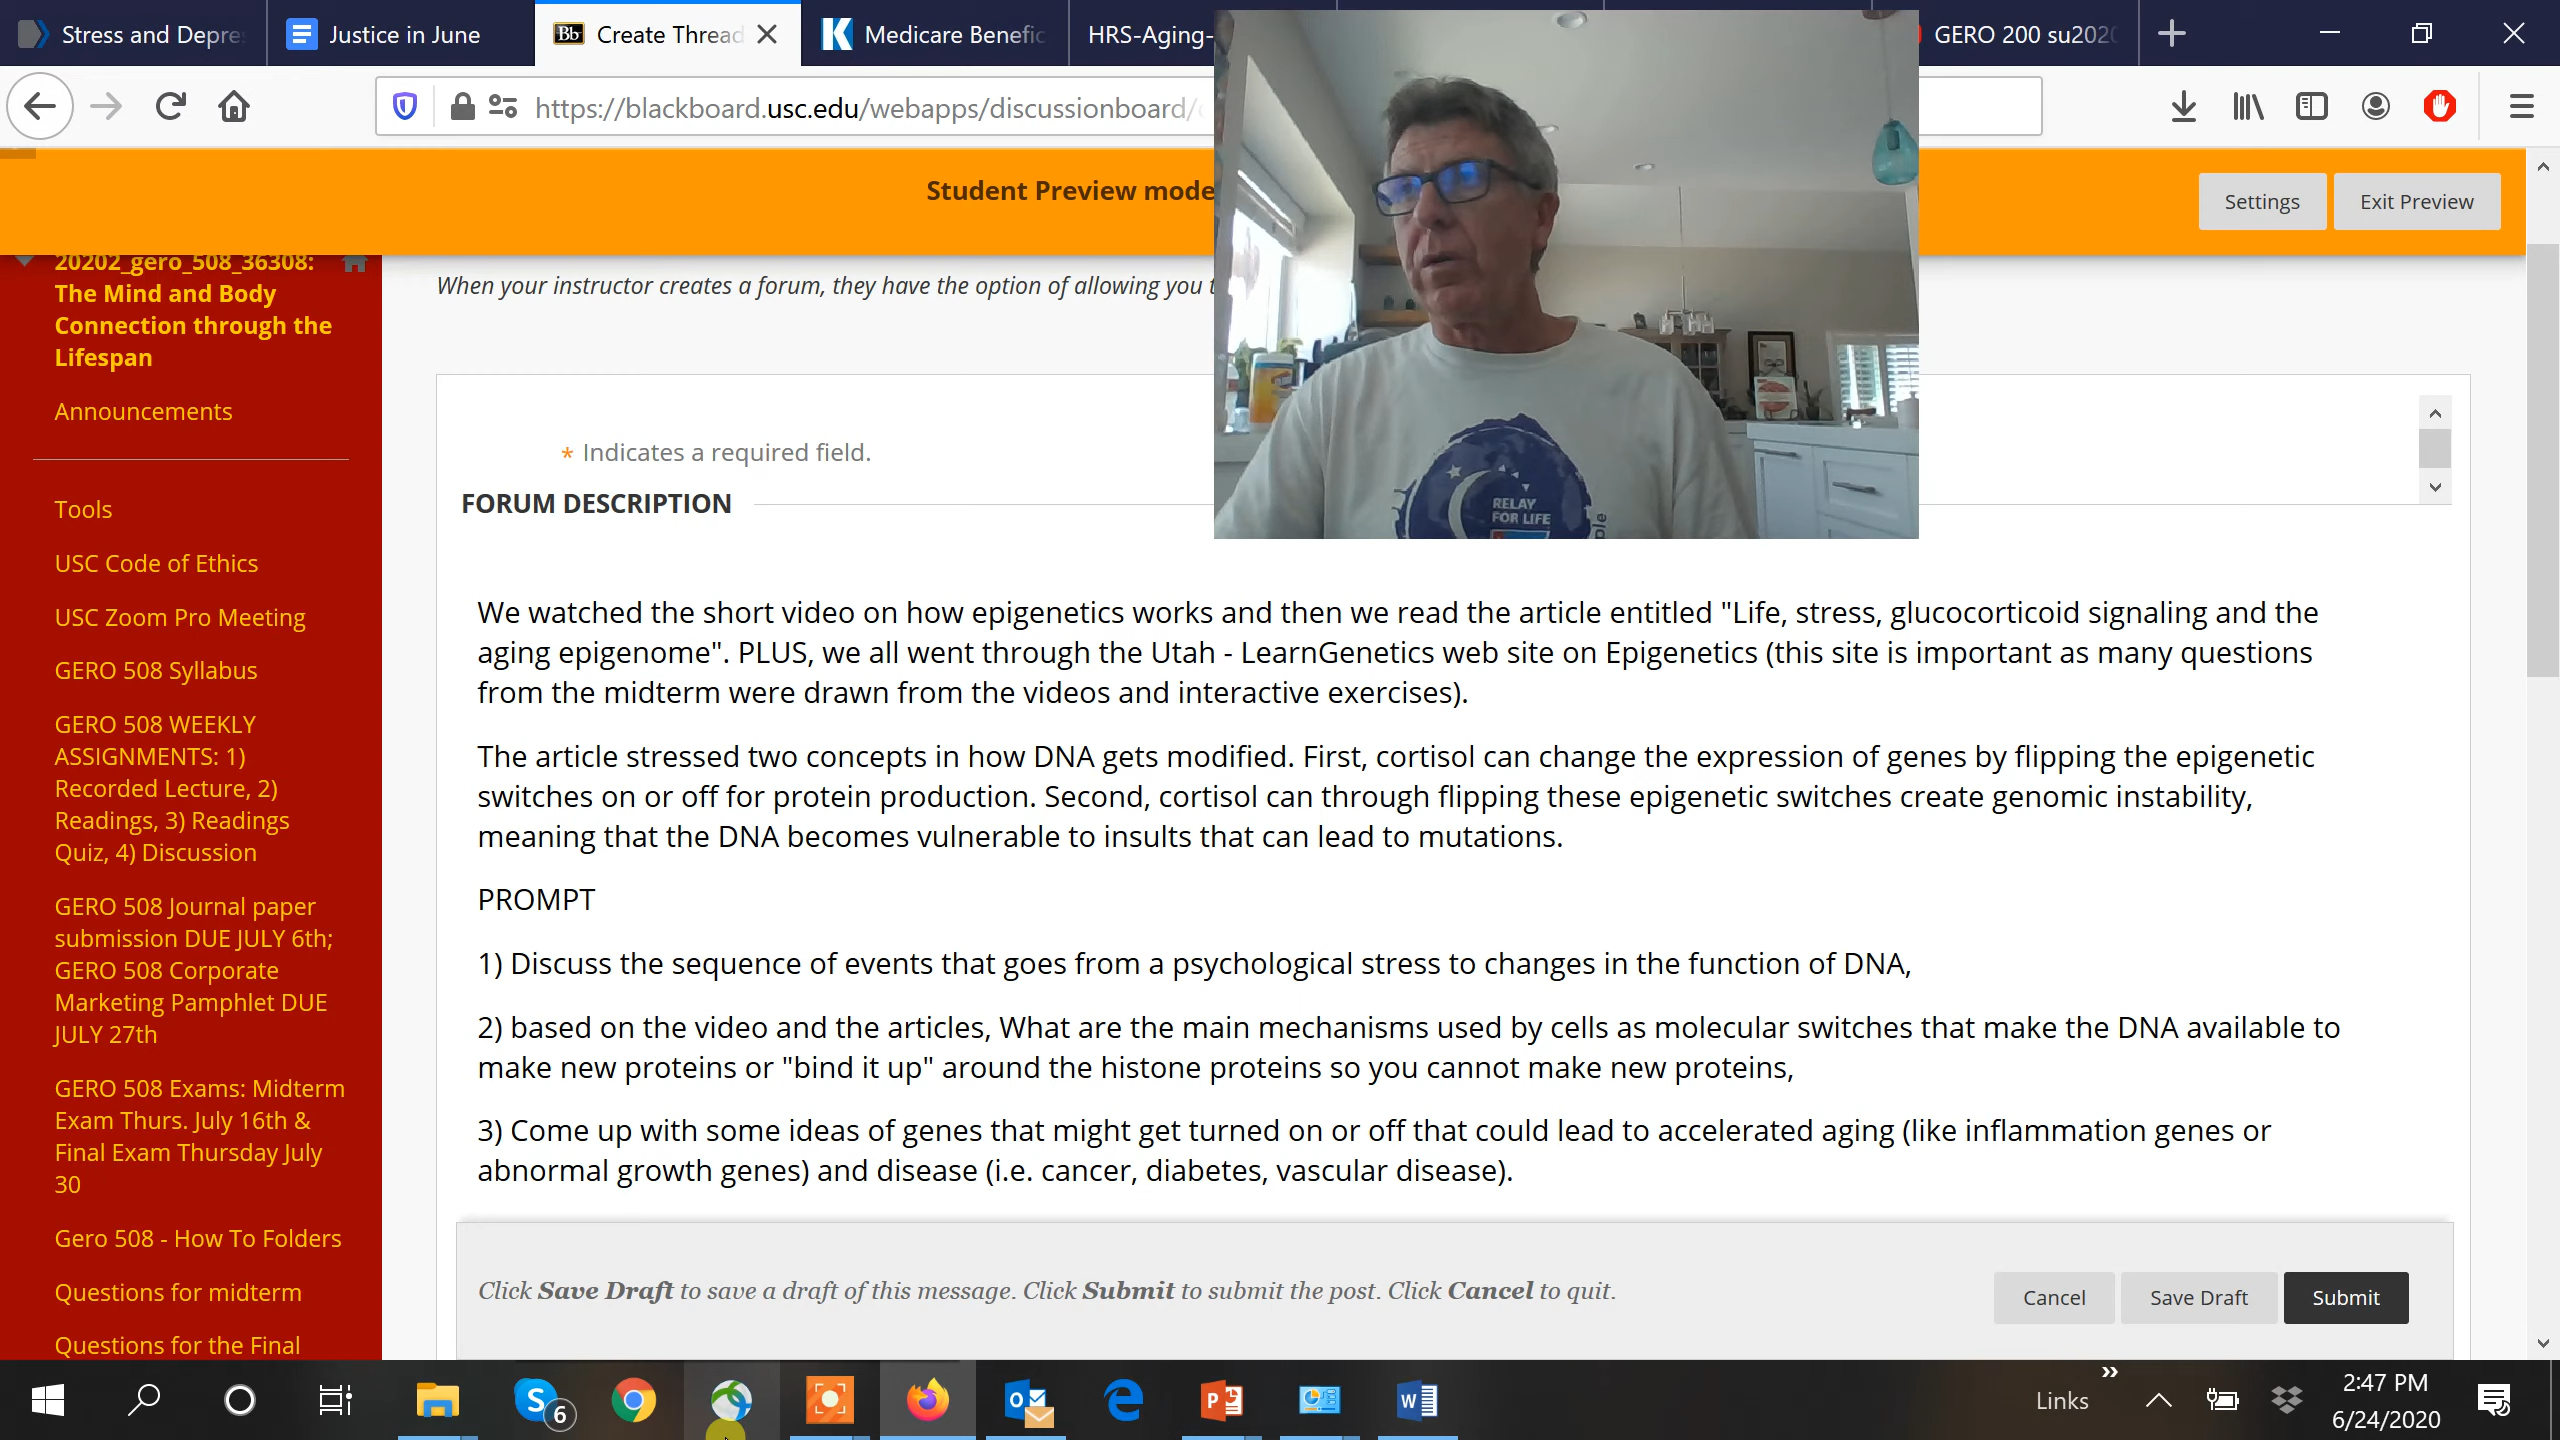 Stress and Depre
Justice in June
Bb Create Thread
K Medicare Benefic
HRS-Aging-
GERO 200 su202
https://blackboard.usc.edu/webapps/discussionboard/
Student Preview mode
Settings
Exit Preview
20202_gero_508_36308:
The Mind and Body
Connection through the
Lifespan
Announcements
Tools
USC Code of Ethics
USC Zoom Pro Meeting
GERO 508 Syllabus
GERO 508 WEEKLY
ASSIGNMENTS: 1)
Recorded Lecture, 2)
Readings, 3) Readings
Quiz, 4) Discussion
GERO 508 Journal paper
submission DUE JULY 6th;
GERO 508 Corporate
Marketing Pamphlet DUE
JULY 27th
GERO 508 Exams: Midterm
Exam Thurs. July 16th &
Final Exam Thursday July
30
Gero 508 - How To Folders
Questions for midterm
Questions for the Final
When your instructor creates a forum, they have the option of allowing you t
* Indicates a required field.
FORUM DESCRIPTION
RELAY
FOR LIFE
We watched the short video on how epigenetics works and then we read the article entitled "Life, stress, glucocorticoid signaling and the
aging epigenome". PLUS, we all went through the Utah - LearnGenetics web site on Epigenetics (this site is important as many questions
from the midterm were drawn from the videos and interactive exercises).
The article stressed two concepts in how DNA gets modified. First, cortisol can change the expression of genes by flipping the epigenetic
switches on or off for protein production. Second, cortisol can through flipping these epigenetic switches create genomic instability,
meaning that the DNA becomes vulnerable to insults that can lead to mutations.
PROMPT
1) Discuss the sequence of events that goes from a psychological stress to changes in the function of DNA,
2) based on the video and the articles, What are the main mechanisms used by cells as molecular switches that make the DNA available to
make new proteins or "bind it up" around the histone proteins so you cannot make new proteins,
3) Come up with some ideas of genes that might get turned on or off that could lead to accelerated aging (like inflammation genes or
abnormal growth genes) and disease (i.e. cancer, diabetes, vascular disease).
Click Save Draft to save a draft of this message. Click Submit to submit the post. Click Cancel to quit.
Cancel
Save Draft
Submit
S 6
Links
2:47 PM
6/24/2020